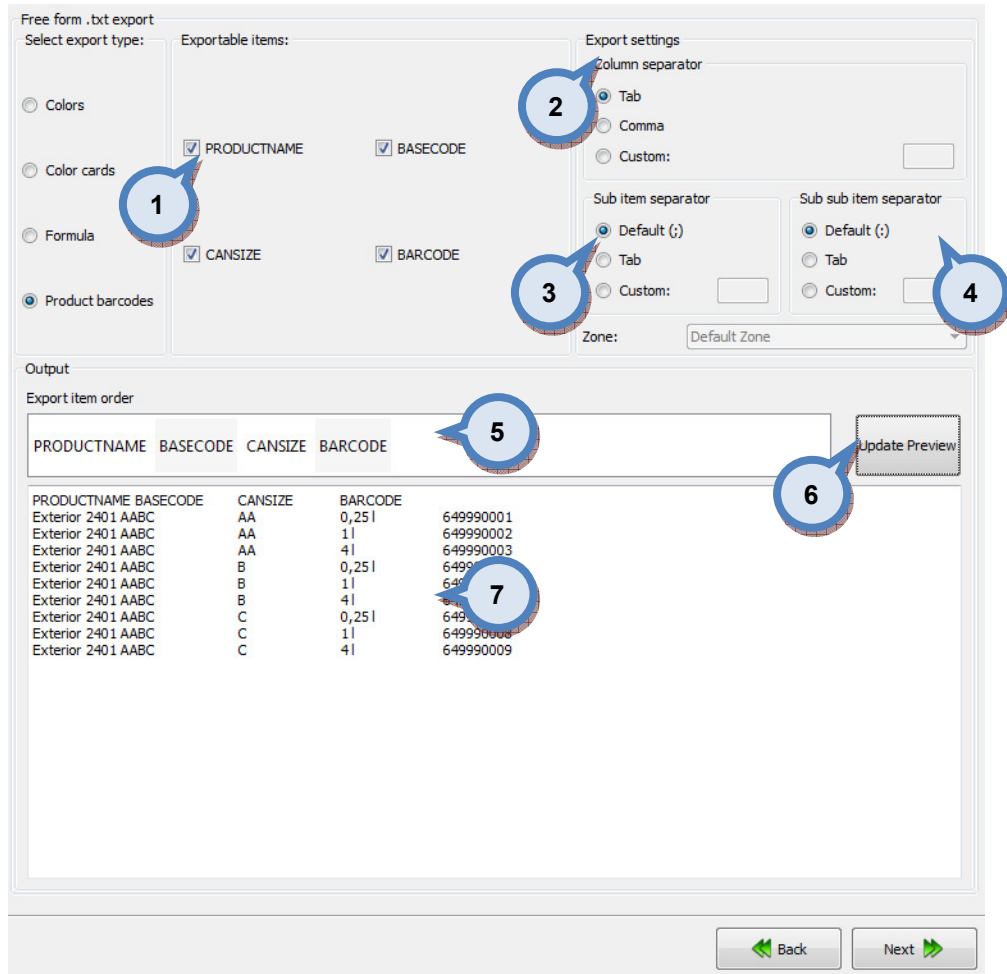 Free form .txt export
Select export type:
Exportable items:
Export settings
Column separator
Colors
Color cards
Formula
Product barcodes
PRODUCTNAME
BASECODE
CANSIZE
BARCODE
1
2
Tab
Comma
Custom:
Sub item separator
Default (;)
Tab
Custom:
3
Sub sub item separator
Default (:)
Tab
Custom:
4
Zone: Default Zone
Output
Export item order
PRODUCTNAME BASECODE CANSIZE BARCODE
5
Update Preview
6
PRODUCTNAME BASECODE CANSIZE BARCODE
Exterior 2401 AABC AA 0,25 l 649990001
Exterior 2401 AABC AA 1 l 649990002
Exterior 2401 AABC AA 4 l 649990003
Exterior 2401 AABC B 0,25 l
Exterior 2401 AABC B 1 l
Exterior 2401 AABC B 4 l
Exterior 2401 AABC C 0,25 l
Exterior 2401 AABC C 1 l 649990008
Exterior 2401 AABC C 4 l 649990009
7
Back
Next